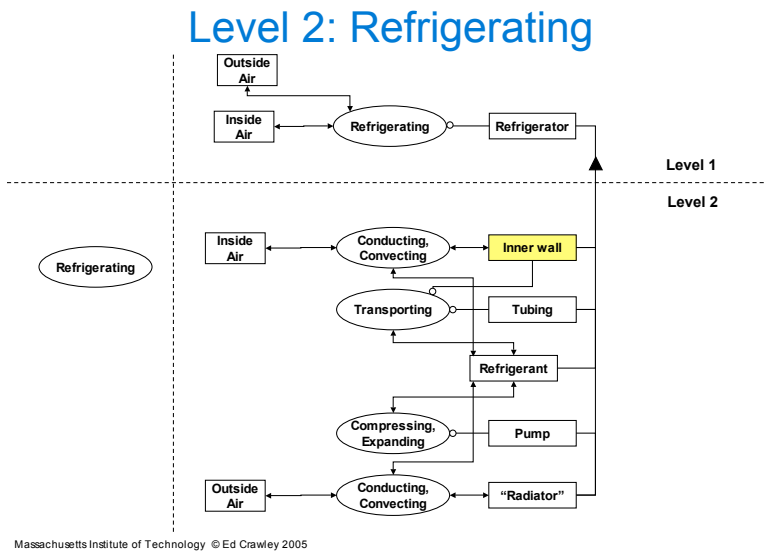 Level 2: Refrigerating
Outside
Air
Inside
Air
Refrigerating
Refrigerator
Level 1
Level 2
Refrigerating
Inside
Air
Conducting,
Convecting
Inner wall
Transporting
Tubing
Refrigerant
Compressing,
Expanding
Pump
Outside
Air
Conducting,
Convecting
“Radiator”
Massachusetts Institute of Technology © Ed Crawley 2005